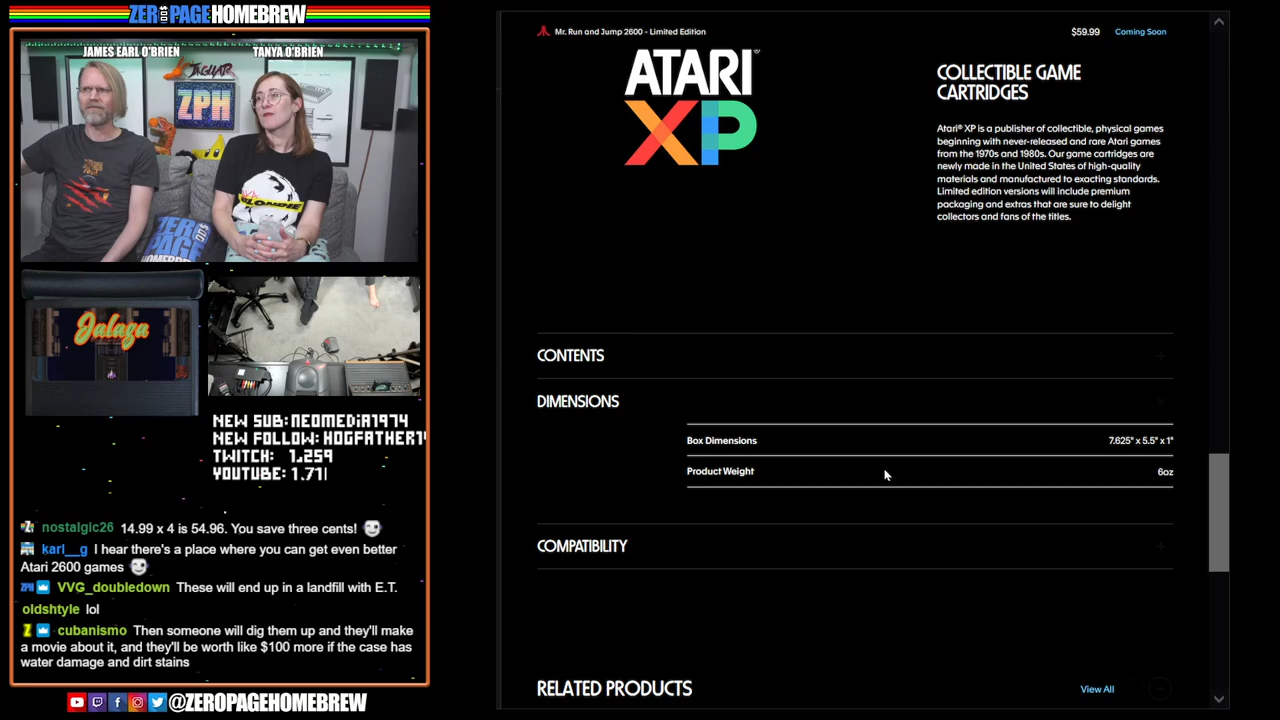 ZEROPAGEHOMEBREW
JAMES EARL O'BRIEN
TANYA O'BRIEN
JAGUAR
ZPH
BLONDIE
ZERO
PAGE
HOMEBREW
Jalaga
NEW SUB: NEOMEDIA1974
NEW FOLLOW: HOGFATHER14
TWITCH: 1,259
YOUTUBE: 1,71
nostalgic26 14.99 x 4 is 54.96. You save three cents!
karl__g I hear there's a place where you can get even better
Atari 2600 games
VVG_doubledown These will end up in a landfill with E.T.
oldshtyle lol
cubanismo Then someone will dig them up and they'll make
a movie about it, and they'll be worth like $100 more if the case has
water damage and dirt stains
@ZEROPAGEHOMEBREW
Mr. Run and Jump 2600 - Limited Edition
$59.99
Coming Soon
ATARI
XP
COLLECTIBLE GAME
CARTRIDGES
Atari® XP is a publisher of collectible, physical games
beginning with never-released and rare Atari games
from the 1970s and 1980s. Our game cartridges are
newly made in the United States of high-quality
materials and manufactured to exacting standards.
Limited edition versions will include premium
packaging and extras that are sure to delight
collectors and fans of the titles.
CONTENTS
DIMENSIONS
Box Dimensions
7.625" x 5.5" x 1"
Product Weight
6oz
COMPATIBILITY
RELATED PRODUCTS
View All